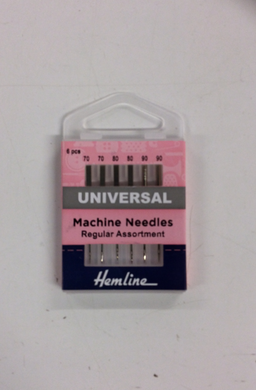 6 pcs
70 70 80 80 90 90
UNIVERSAL
Machine Needles
Regular Assortment
Hemline